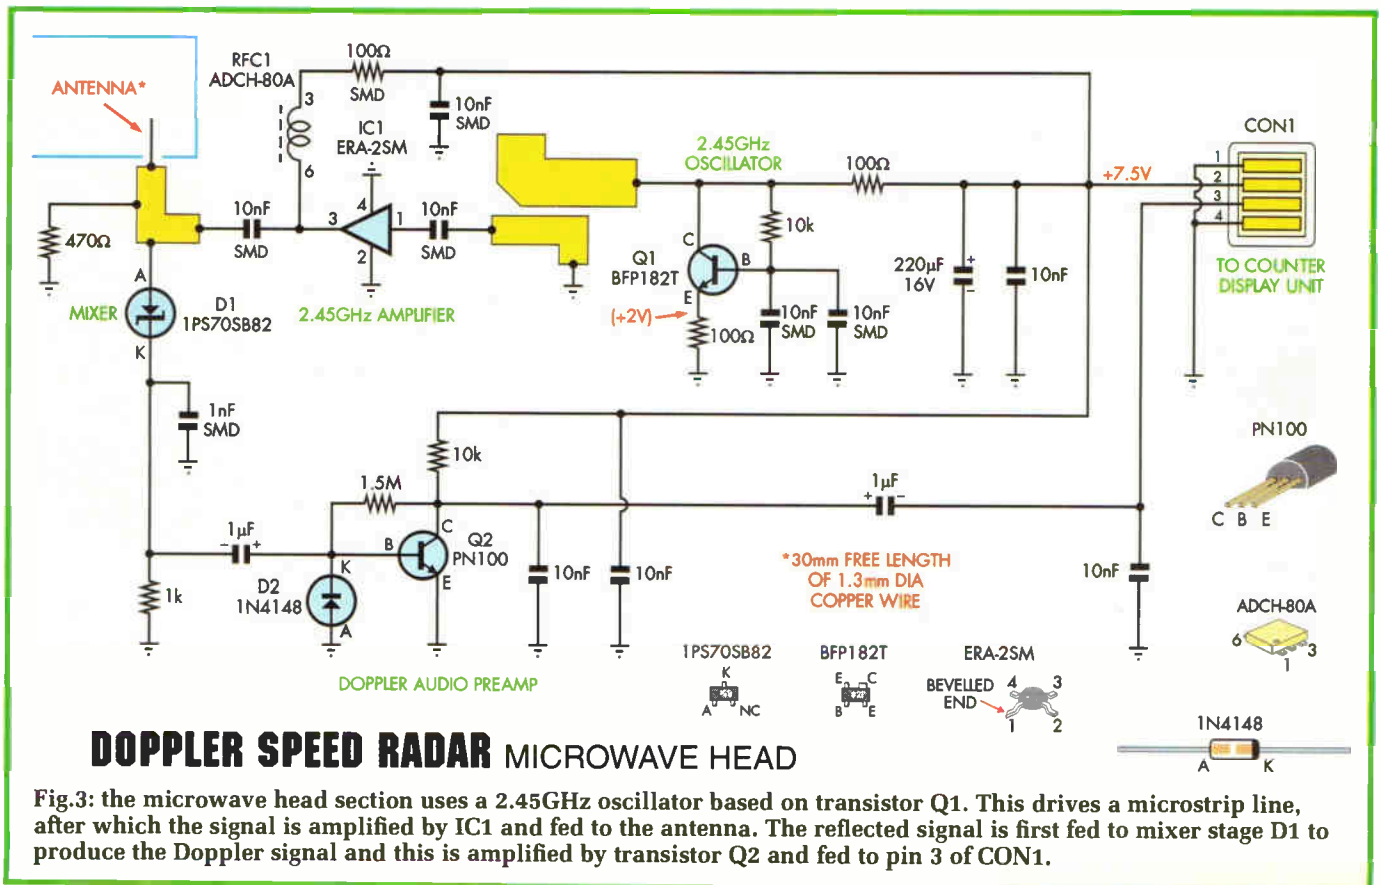 RFC1
ADCH-80A
100Ω
SMD
10nF
SMD
ANTENNA*
3
6
IC1
ERA-2SM
4
3
1
2
10nF
SMD
10nF
SMD
470Ω
2.45GHz AMPLIFIER
2.45GHz
OSCILLATOR
100Ω
10k
Q1
BFP182T
C
B
E
(+2V)
100Ω
10nF
SMD
10nF
SMD
220µF
16V
+
-
10nF
+7.5V
CON1
1
2
3
4
TO COUNTER
DISPLAY UNIT
MIXER
A
D1
1PS70SB82
K
1nF
SMD
1k
1µF
- +
D2
1N4148
K
A
1.5M
10k
B
C
E
Q2
PN100
10nF
10nF
1µF
+ -
10nF
DOPPLER AUDIO PREAMP
*30mm FREE LENGTH
OF 1.3mm DIA
COPPER WIRE
PN100
C B E
ADCH-80A
6
1
3
1PS70SB82
K
A NC
BFP182T
E C
B E
ERA-2SM
BEVELLED
END
4 3
1 2
1N4148
A K
DOPPLER SPEED RADAR MICROWAVE HEAD
Fig.3: the microwave head section uses a 2.45GHz oscillator based on transistor Q1. This drives a microstrip line,
after which the signal is amplified by IC1 and fed to the antenna. The reflected signal is first fed to mixer stage D1 to
produce the Doppler signal and this is amplified by transistor Q2 and fed to pin 3 of CON1.